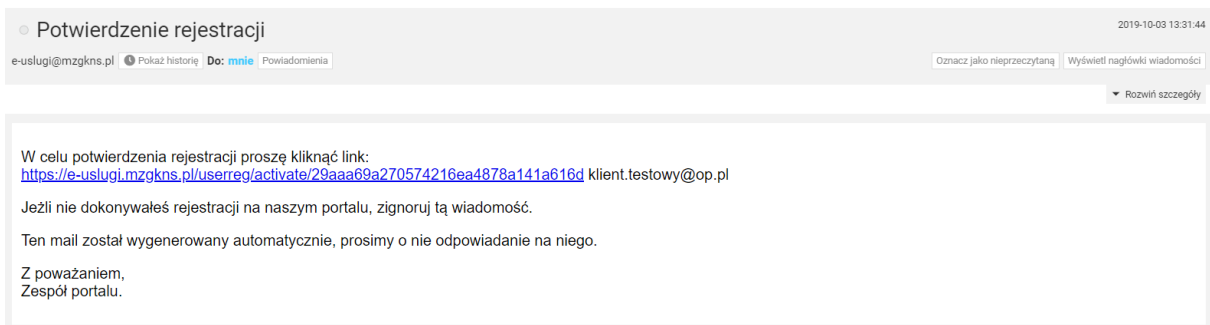 Potwierdzenie rejestracji
2019-10-03 13:31:44
e-uslugi@mzgkns.pl Pokaż historię Do: mnie Powiadomienia
Oznacz jako nieprzeczytaną Wyświetl nagłówki wiadomości
Rozwiń szczegóły
W celu potwierdzenia rejestracji proszę kliknąć link:
https://e-uslugi.mzgkns.pl/userreg/activate/29aaa69a270574216ea4878a141a616d klient.testowy@op.pl
Jeżli nie dokonywałeś rejestracji na naszym portalu, zignoruj tą wiadomość.
Ten mail został wygenerowany automatycznie, prosimy o nie odpowiadanie na niego.
Z poważaniem,
Zespół portalu.